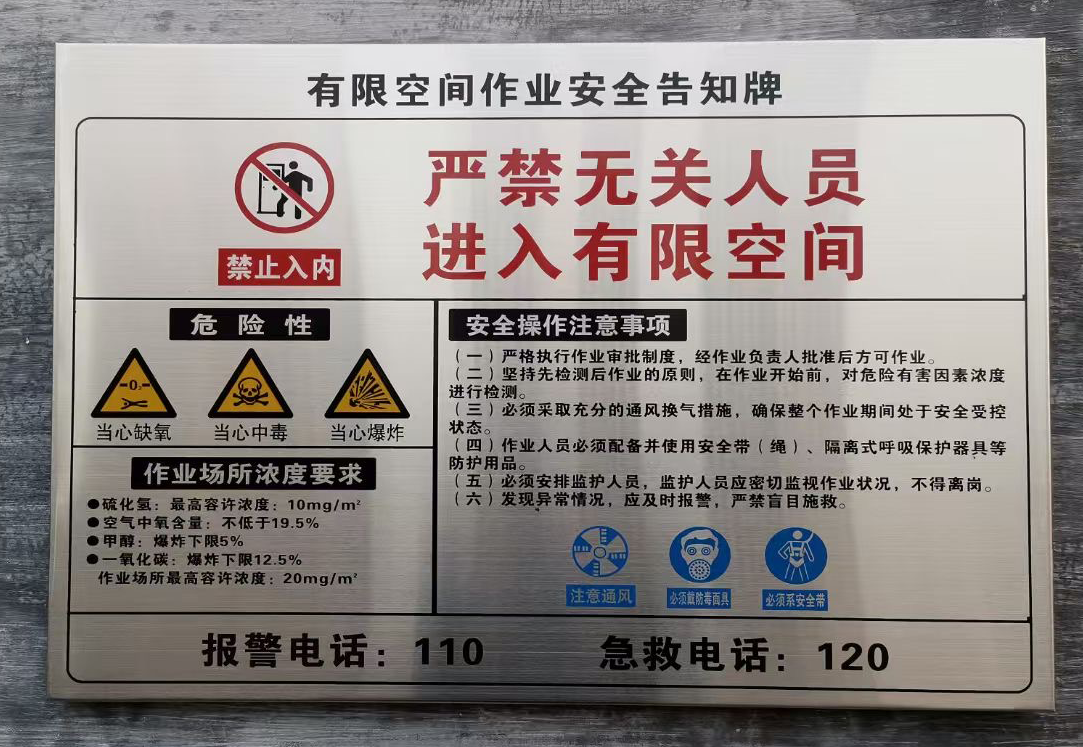 有限空间作业安全告知牌
严禁无关人员
进入有限空间
禁止入内
危险性
-O₂-
当心缺氧 当心中毒 当心爆炸
作业场所浓度要求
●硫化氢：最高容许浓度：10mg/m²
●空气中氧含量：不低于19.5%
●甲醇：爆炸下限5%
●一氧化碳：爆炸下限12.5%
作业场所最高容许浓度：20mg/m²
安全操作注意事项
（一）严格执行作业审批制度，经作业负责人批准后方可作业。
（二）坚持先检测后作业的原则，在作业开始前，对危险有害因素浓度
进行检测。
（三）必须采取充分的通风换气措施，确保整个作业期间处于安全受控
状态。
（四）作业人员必须配备并使用安全带（绳）、隔离式呼吸保护器具等
防护用品。
（五）必须安排监护人员，监护人员应密切监视作业状况，不得离岗。
（六）发现异常情况，应及时报警，严禁盲目施救。
注意通风 必须戴防毒面具 必须系安全带
报警电话：110 急救电话：120